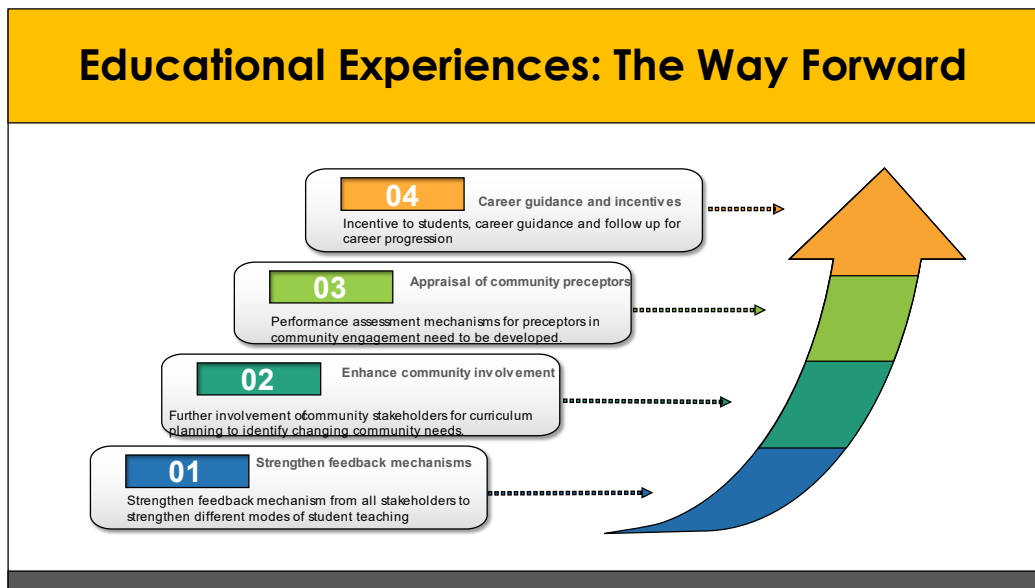 Educational Experiences: The Way Forward
04
Career guidance and incentives
Incentive to students, career guidance and follow up for
career progression
03
Appraisal of community preceptors
Performance assessment mechanisms for preceptors in
community engagement need to be developed.
02
Enhance community involvement
Further involvement of community stakeholders for curriculum
planning to identify changing community needs.
01
Strengthen feedback mechanisms
Strengthen feedback mechanism from all stakeholders to
strengthen different modes of student teaching